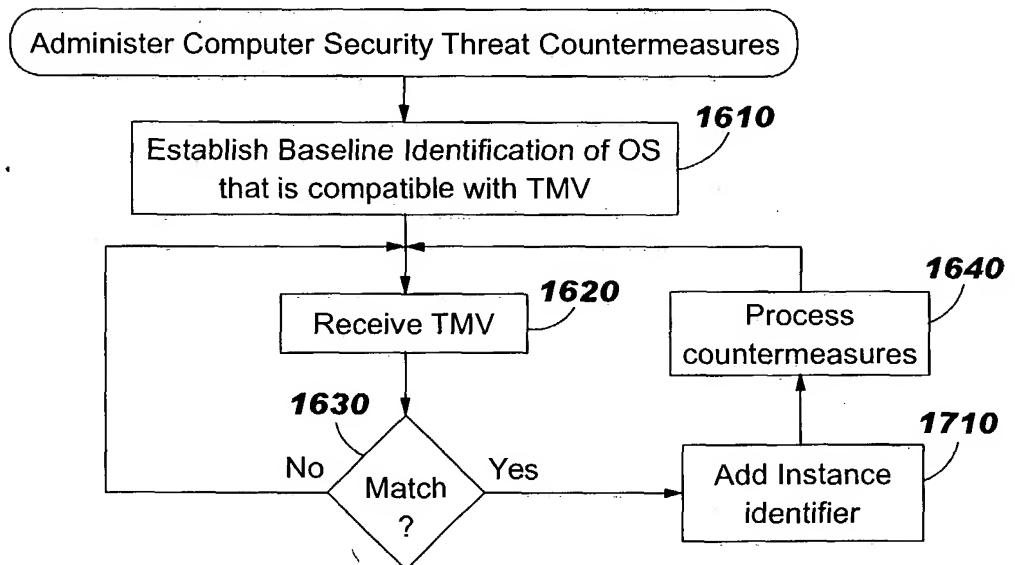 Administer Computer Security Threat Countermeasures
1610
Establish Baseline Identification of OS
that is compatible with TMV
1620
Receive TMV
1640
Process
countermeasures
1630
No
Match
?
Yes
1710
Add Instance
identifier